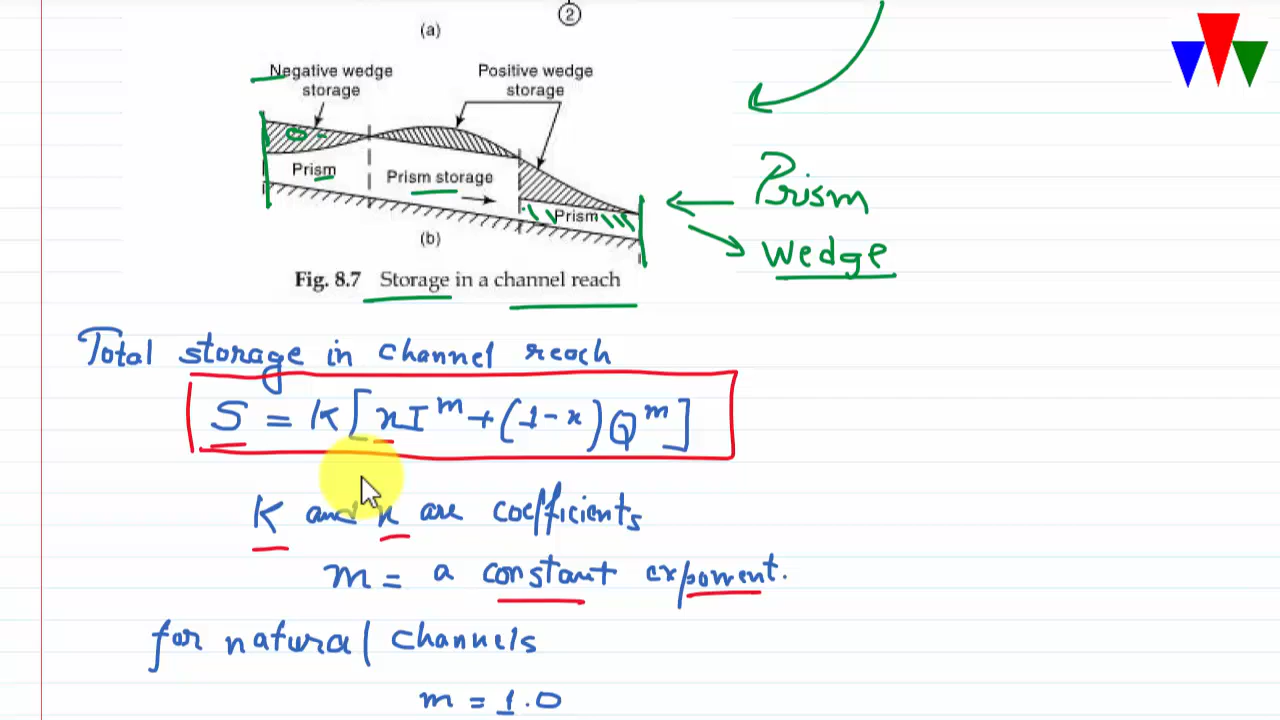 ②
(a)
Negative wedge
storage
Positive wedge
storage
Prism
Prism storage
Prism
(b)
Prism
Wedge
Fig. 8.7 Storage in a channel reach
Total storage in channel reach
S = K[xI^m + (1-x)Q^m]
K and x are coefficients
m = a constant exponent.
for natural channels
m = 1.0